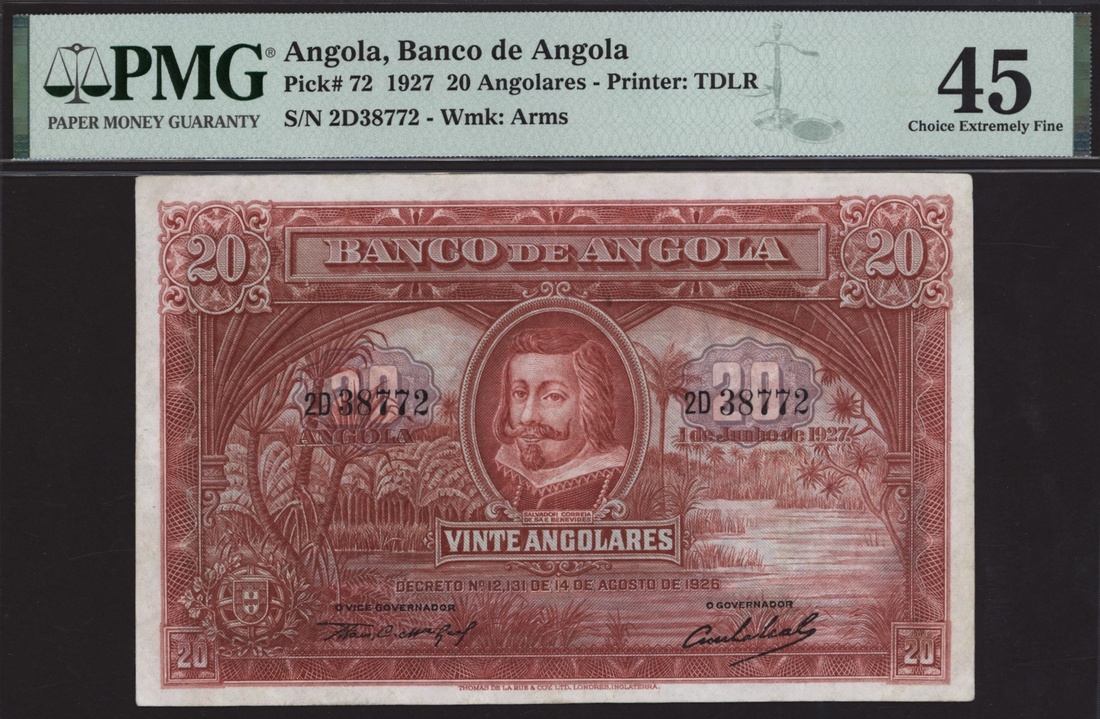 PMG®
PAPER MONEY GUARANTY
Angola, Banco de Angola
Pick# 72 1927 20 Angolares - Printer: TDLR
S/N 2D38772 - Wmk: Arms
45
Choice Extremely Fine
20
BANCO DE ANGOLA
20
20
2D 38772
ANGOLA
20
2D 38772
1 de Junho de 1927.
SALVADOR CORREIA
DE SÁ E BENEVIDES
VINTE ANGOLARES
DECRETO Nº 12,131 DE 14 DE AGOSTO DE 1926
O VICE GOVERNADOR
O GOVERNADOR
20
20
THOMAS DE LA RUE & COY. LTD. LONDRES, INGLATERRA.